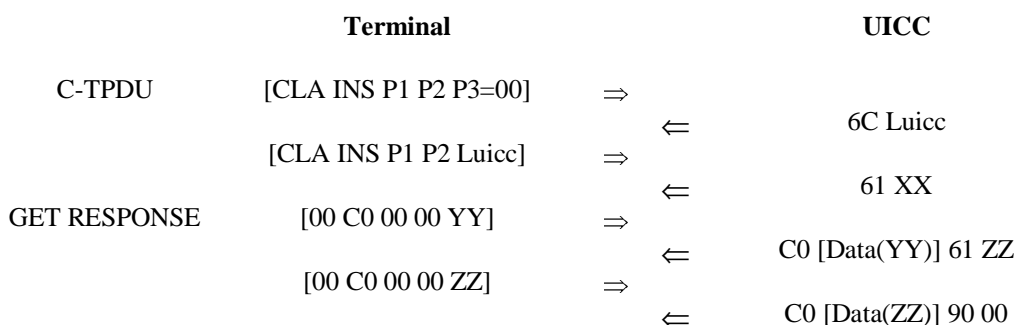 Terminal UICC
C-TPDU [CLA INS P1 P2 P3=00] ⇒
⇐ 6C Luicc
[CLA INS P1 P2 Luicc] ⇒
⇐ 61 XX
GET RESPONSE [00 C0 00 00 YY] ⇒
⇐ C0 [Data(YY)] 61 ZZ
[00 C0 00 00 ZZ] ⇒
⇐ C0 [Data(ZZ)] 90 00